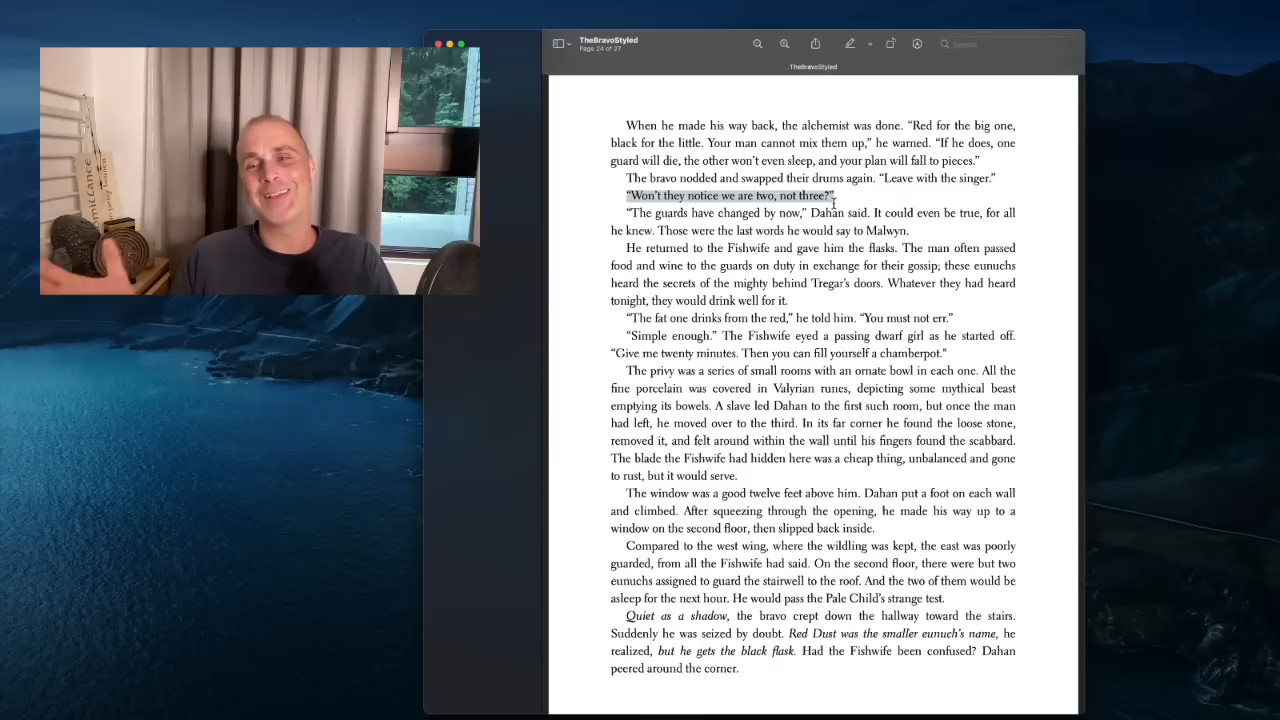 TheBravoStyled
Page 24 of 27
Search
TheBravoStyled
When he made his way back, the alchemist was done. “Red for the big one,
black for the little. Your man cannot mix them up,” he warned. “If he does, one
guard will die, the other won’t even sleep, and your plan will fall to pieces.”
The bravo nodded and swapped their drums again. “Leave with the singer.”
“Won’t they notice we are two, not three?”
“The guards have changed by now,” Dahan said. It could even be true, for all
he knew. Those were the last words he would say to Malwyn.
He returned to the Fishwife and gave him the flasks. The man often passed
food and wine to the guards on duty in exchange for their gossip; these eunuchs
heard the secrets of the mighty behind Tregar’s doors. Whatever they had heard
tonight, they would drink well for it.
“The fat one drinks from the red,” he told him. “You must not err.”
“Simple enough.” The Fishwife eyed a passing dwarf girl as he started off.
“Give me twenty minutes. Then you can fill yourself a chamberpot."
The privy was a series of small rooms with an ornate bowl in each one. All the
fine porcelain was covered in Valyrian runes, depicting some mythical beast
emptying its bowels. A slave led Dahan to the first such room, but once the man
had left, he moved over to the third. In its far corner he found the loose stone,
removed it, and felt around within the wall until his fingers found the scabbard.
The blade the Fishwife had hidden here was a cheap thing, unbalanced and gone
to rust, but it would serve.
The window was a good twelve feet above him. Dahan put a foot on each wall
and climbed. After squeezing through the opening, he made his way up to a
window on the second floor, then slipped back inside.
Compared to the west wing, where the wildling was kept, the east was poorly
guarded, from all the Fishwife had said. On the second floor, there were but two
eunuchs assigned to guard the stairwell to the roof. And the two of them would be
asleep for the next hour. He would pass the Pale Child’s strange test.
Quiet as a shadow, the bravo crept down the hallway toward the stairs.
Suddenly he was seized by doubt. Red Dust was the smaller eunuch’s name, he
realized, but he gets the black flask. Had the Fishwife been confused? Dahan
peered around the corner.